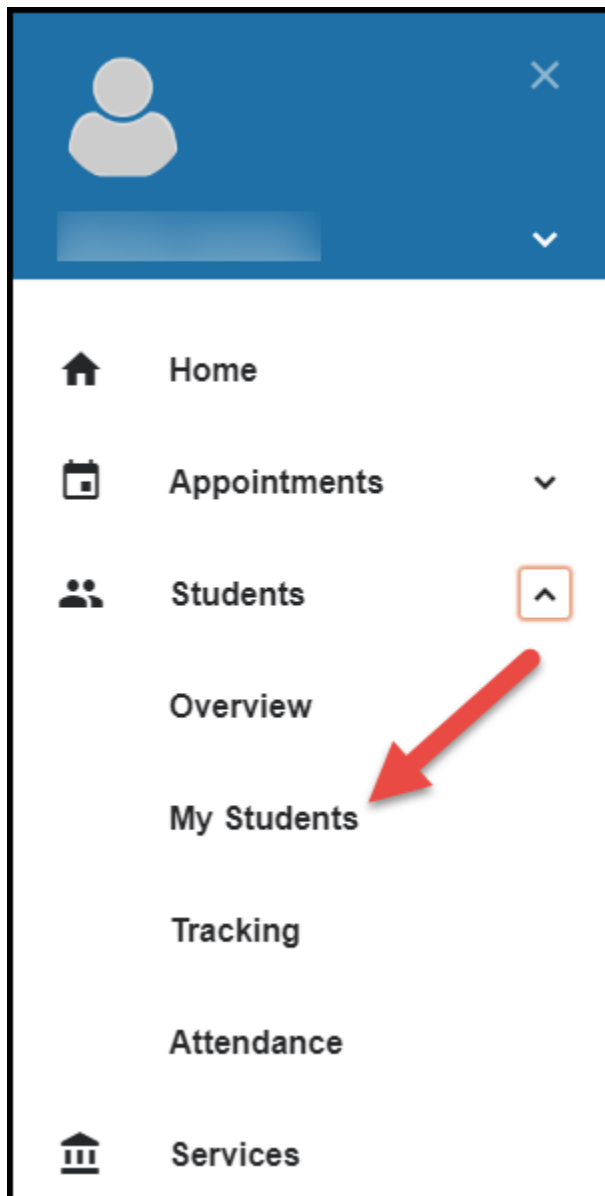 Home
Appointments
Students
Overview
My Students
Tracking
Attendance
Services